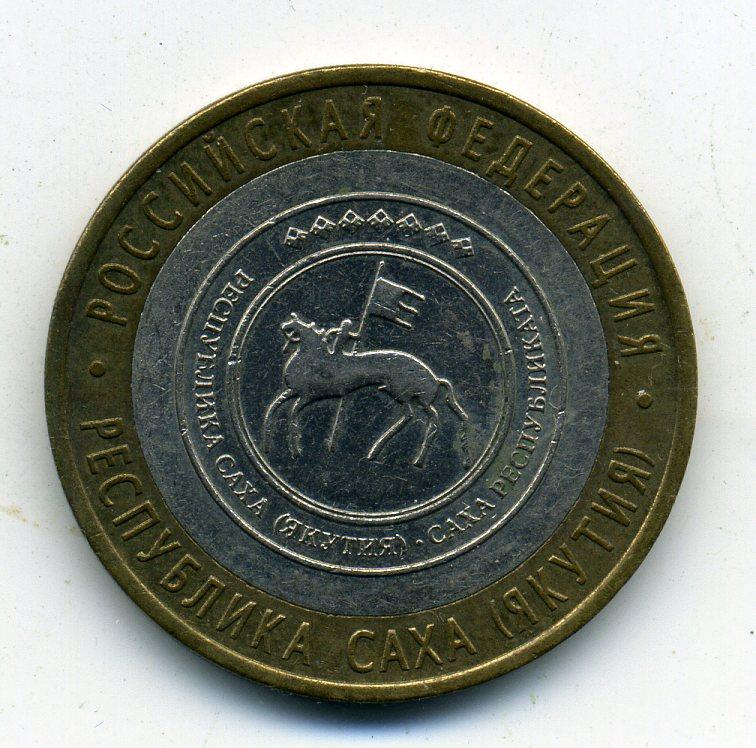 РОССИЙСКАЯ ФЕДЕРАЦИЯ
• РЕСПУБЛИКА САХА (ЯКУТИЯ) •
РЕСПУБЛИКА САХА (ЯКУТИЯ) • САХА РЕСПУБЛИКАТА